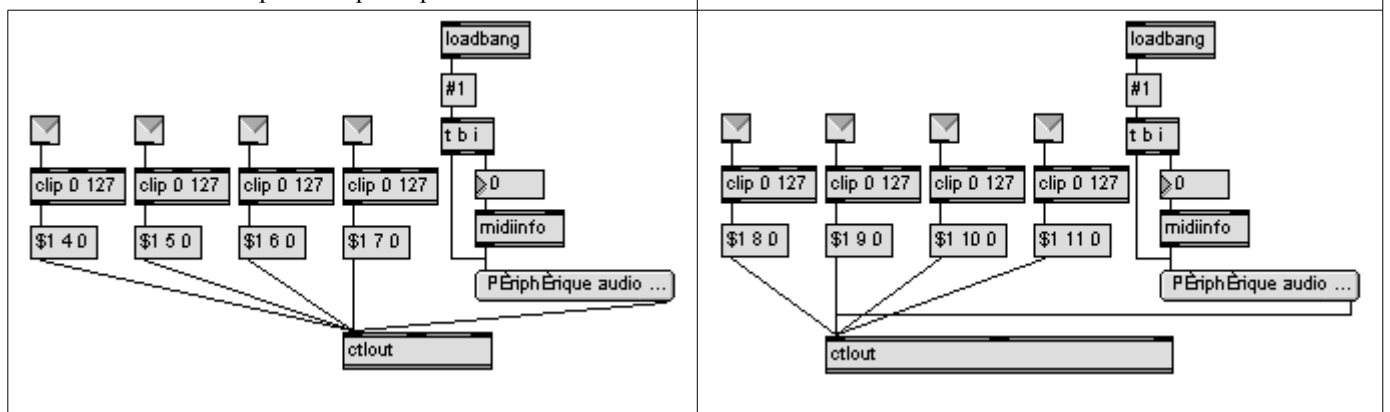 loadbang
#1
t b i
clip 0 127 clip 0 127 clip 0 127 clip 0 127
0
$1 4 0 $1 5 0 $1 6 0 $1 7 0
midiinfo
PÈriphÈrique audio ...
ctlout
loadbang
#1
t b i
clip 0 127 clip 0 127 clip 0 127 clip 0 127
0
$1 8 0 $1 9 0 $1 10 0 $1 11 0
midiinfo
PÈriphÈrique audio ...
ctlout